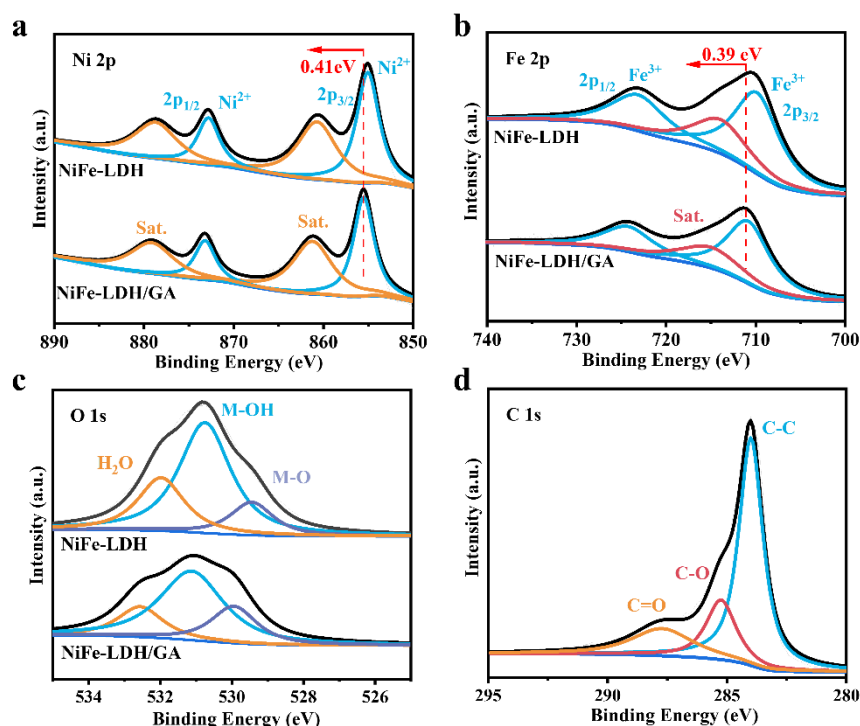 a
Ni 2p
0.41eV
Ni²⁺
2p₁/₂
Ni²⁺
2p₃/₂
NiFe-LDH
Sat.
Sat.
NiFe-LDH/GA
Intensity (a.u.)
890 880 870 860 850
Binding Energy (eV)
b
Fe 2p
0.39 eV
2p₁/₂
Fe³⁺
Fe³⁺
2p₃/₂
NiFe-LDH
Sat.
NiFe-LDH/GA
Intensity (a.u.)
740 730 720 710 700
Binding Energy (eV)
c
O 1s
M-OH
H₂O
M-O
NiFe-LDH
NiFe-LDH/GA
Intensity (a.u.)
534 532 530 528 526
Binding Energy (eV)
d
C 1s
C-C
C-O
C=O
Intensity (a.u.)
295 290 285 284 280
Binding Energy (eV)